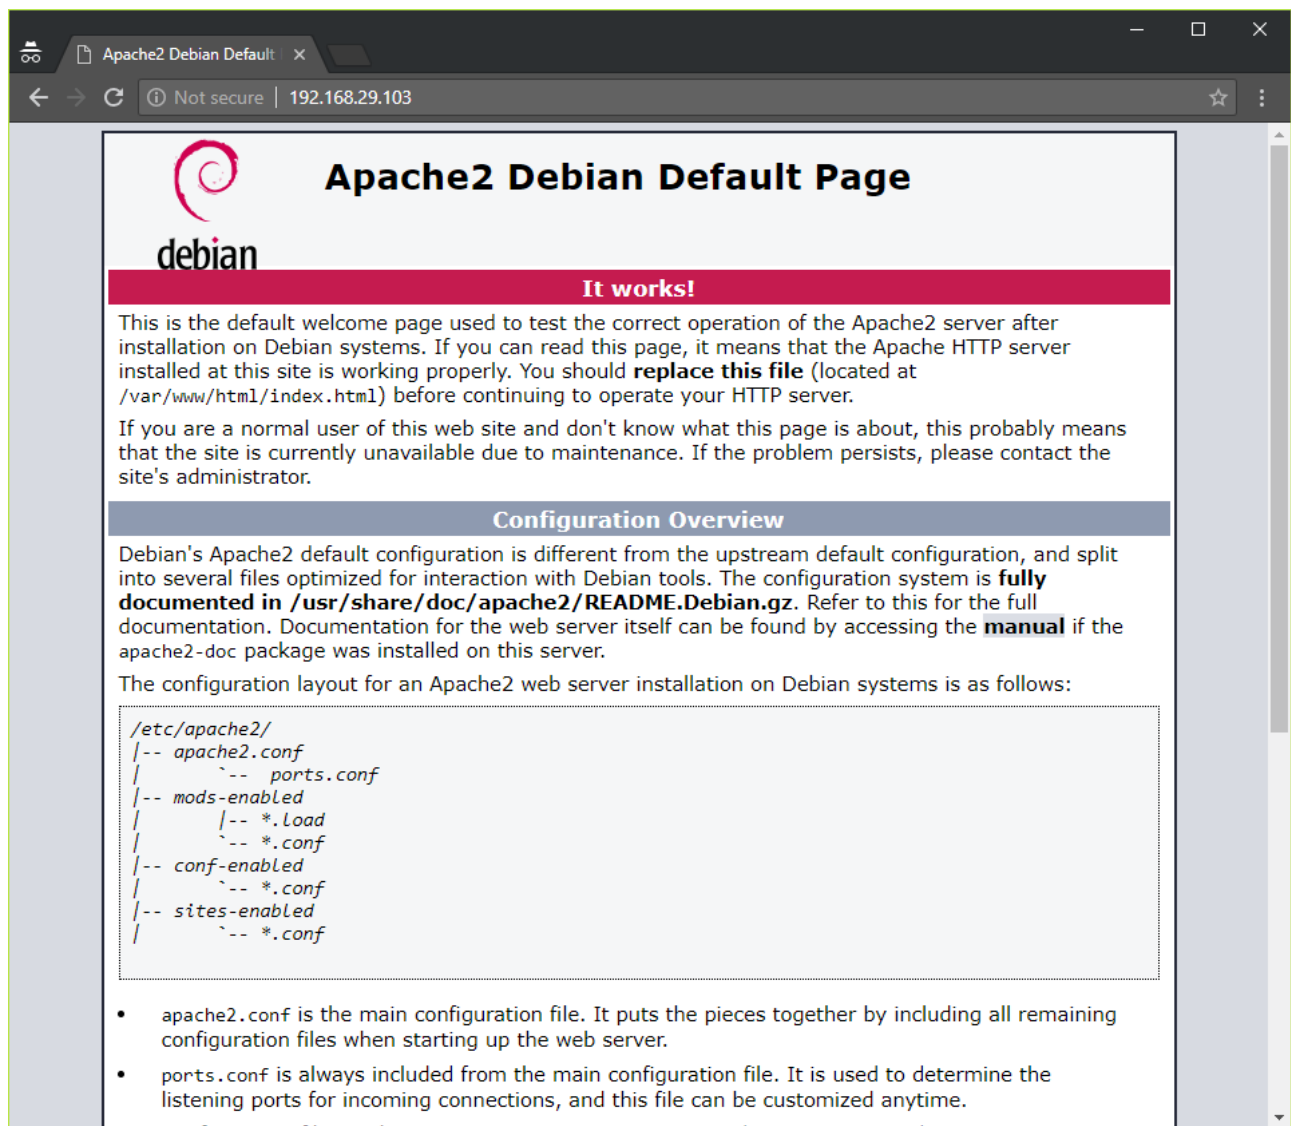 Apache2 Debian Default
Not secure | 192.168.29.103
debian
Apache2 Debian Default Page
It works!
This is the default welcome page used to test the correct operation of the Apache2 server after
installation on Debian systems. If you can read this page, it means that the Apache HTTP server
installed at this site is working properly. You should replace this file (located at
/var/www/html/index.html) before continuing to operate your HTTP server.
If you are a normal user of this web site and don't know what this page is about, this probably means
that the site is currently unavailable due to maintenance. If the problem persists, please contact the
site's administrator.
Configuration Overview
Debian's Apache2 default configuration is different from the upstream default configuration, and split
into several files optimized for interaction with Debian tools. The configuration system is fully
documented in /usr/share/doc/apache2/README.Debian.gz. Refer to this for the full
documentation. Documentation for the web server itself can be found by accessing the manual if the
apache2-doc package was installed on this server.
The configuration layout for an Apache2 web server installation on Debian systems is as follows:
/etc/apache2/
|-- apache2.conf
|       `--  ports.conf
|-- mods-enabled
|       |-- *.load
|       `-- *.conf
|-- conf-enabled
|       `-- *.conf
|-- sites-enabled
|       `-- *.conf
• apache2.conf is the main configuration file. It puts the pieces together by including all remaining
configuration files when starting up the web server.
• ports.conf is always included from the main configuration file. It is used to determine the
listening ports for incoming connections, and this file can be customized anytime.